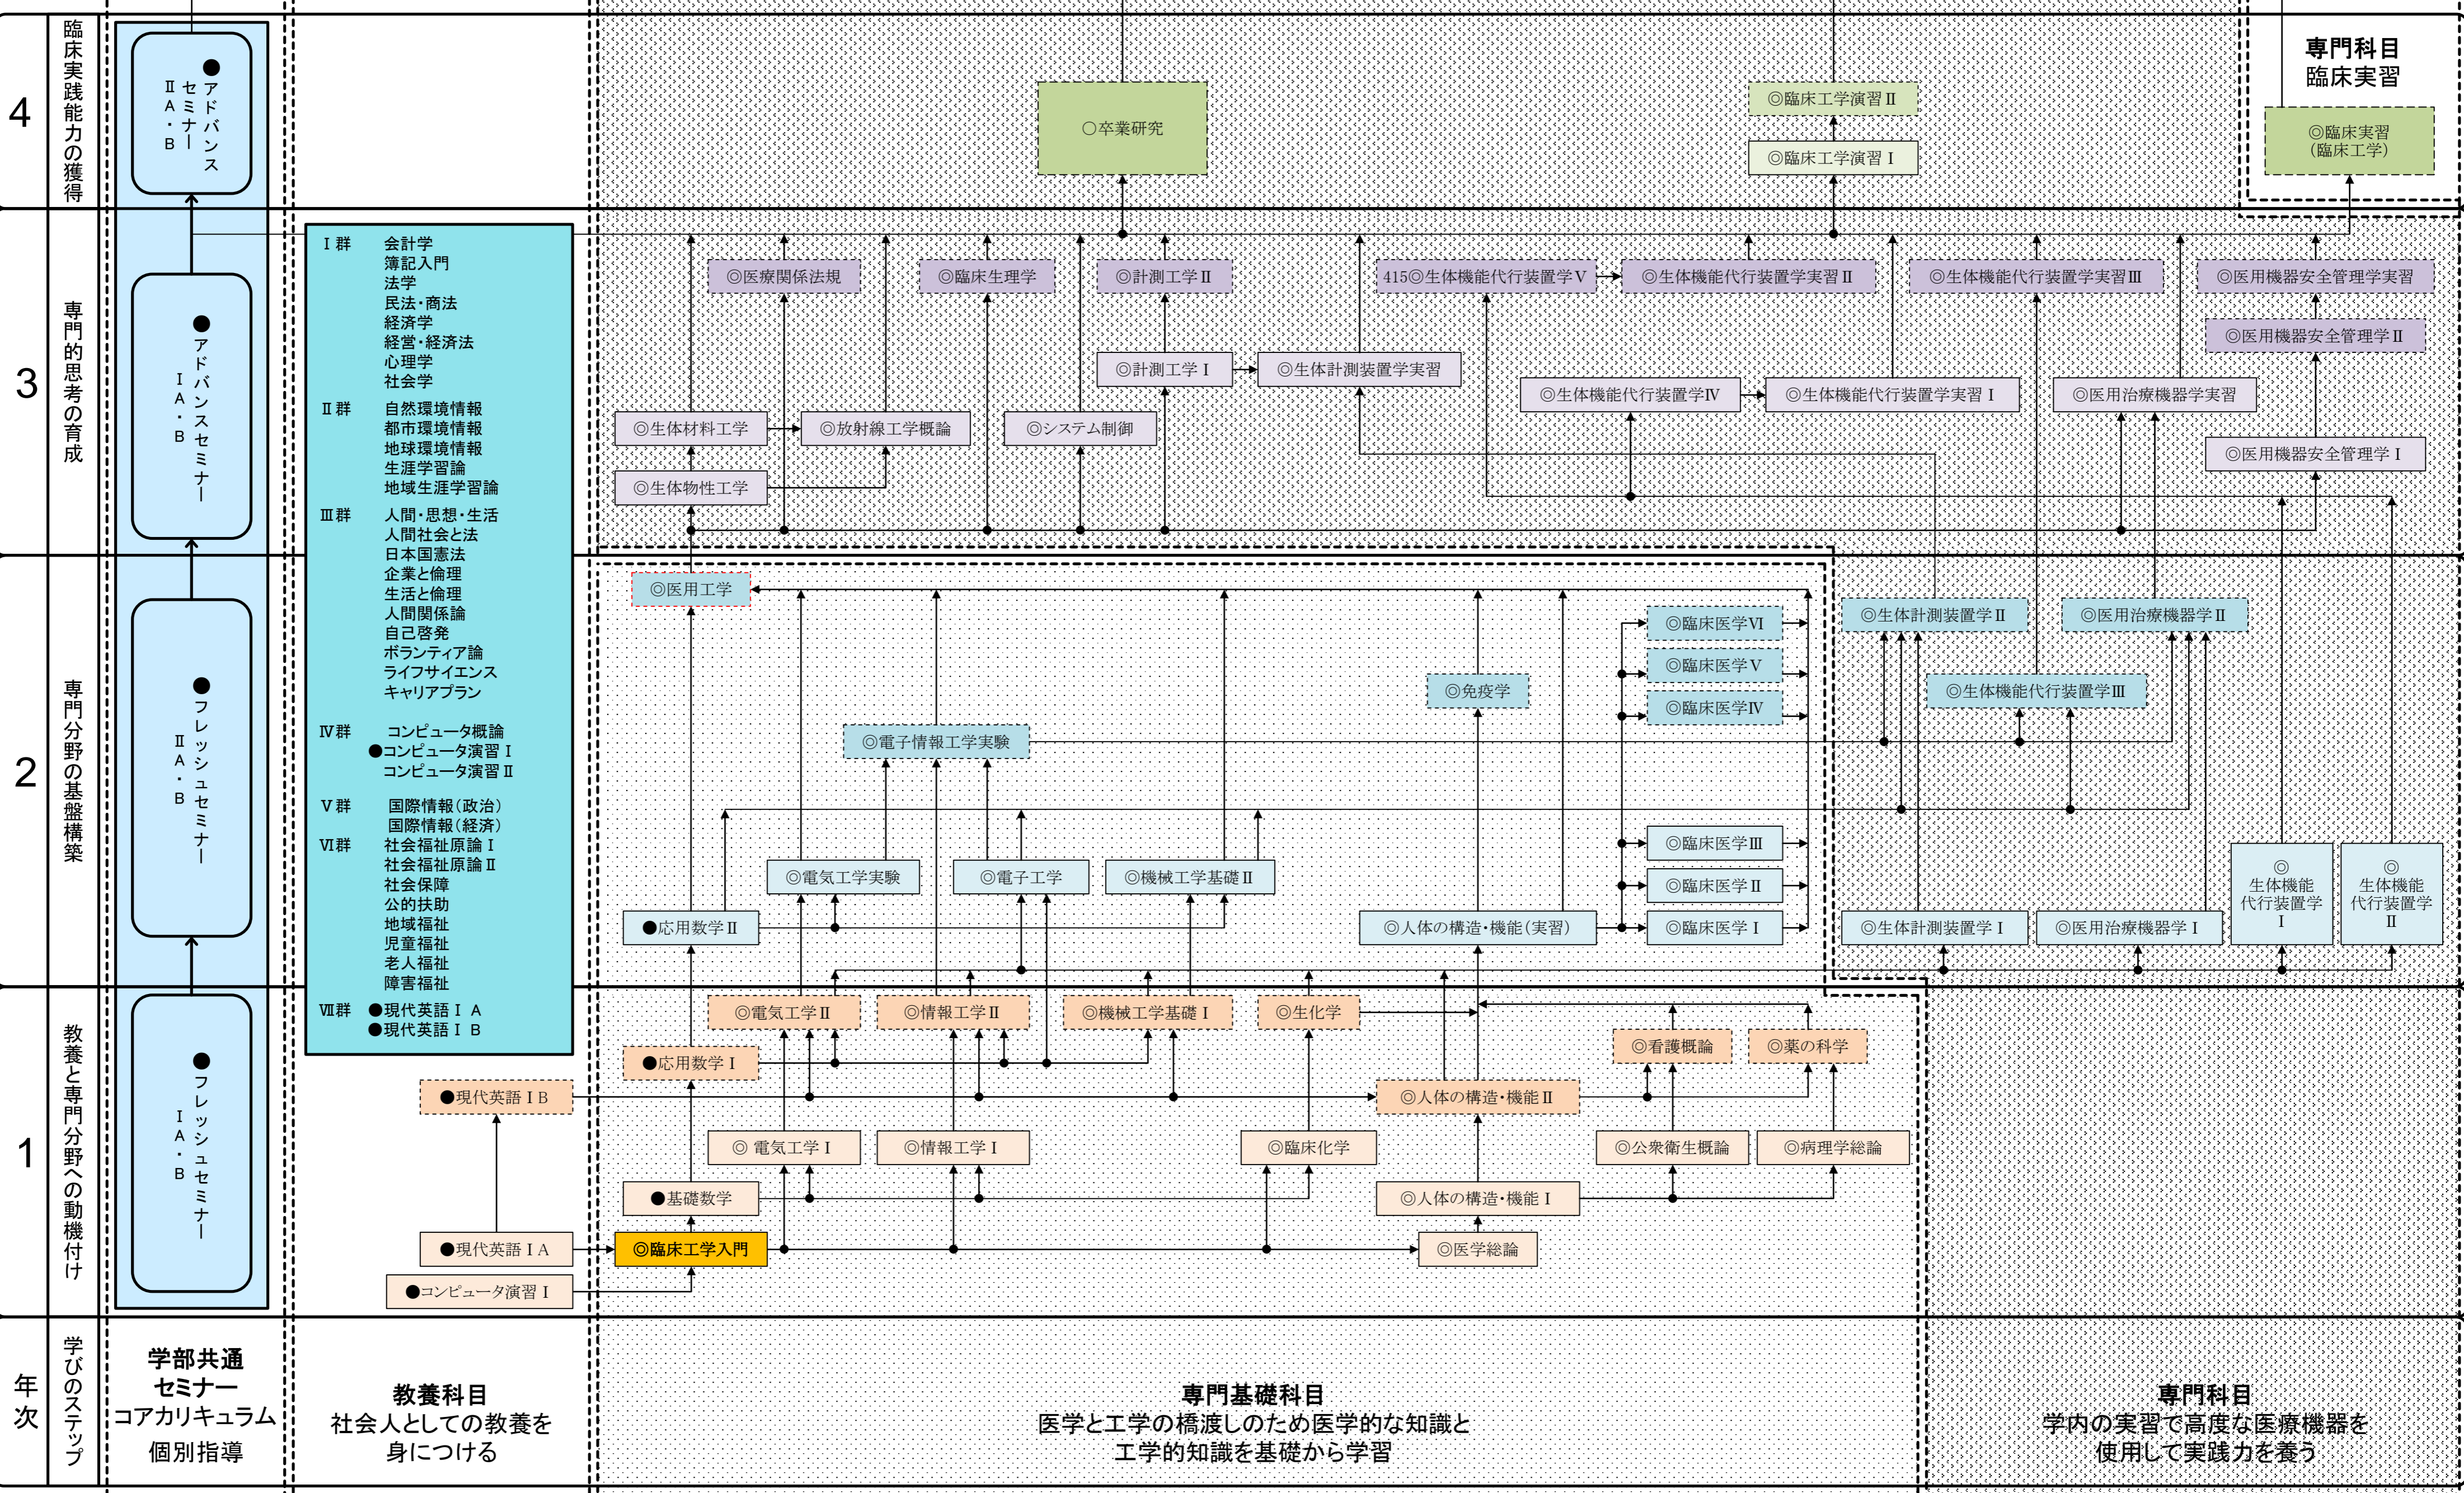 4
臨床実践能力の獲得
●アドバンス
セミナー
ⅡA・B
専門科目
臨床実習
○卒業研究
◎臨床工学演習Ⅱ
◎臨床工学演習Ⅰ
◎臨床実習
(臨床工学)
3
専門的思考の育成
●アドバンスセミナー
ⅠA・B
Ⅰ群 会計学
簿記入門
法学
民法・商法
経済学
経営・経済法
心理学
社会学
Ⅱ群 自然環境情報
都市環境情報
地球環境情報
生涯学習論
地域生涯学習論
Ⅲ群 人間・思想・生活
人間社会と法
日本国憲法
企業と倫理
生活と倫理
人間関係論
自己啓発
ボランティア論
ライフサイエンス
キャリアプラン
Ⅳ群 コンピュータ概論
●コンピュータ演習Ⅰ
コンピュータ演習Ⅱ
Ⅴ群 国際情報(政治)
国際情報(経済)
Ⅵ群 社会福祉原論Ⅰ
社会福祉原論Ⅱ
社会保障
公的扶助
地域福祉
児童福祉
老人福祉
障害福祉
Ⅶ群 ●現代英語ⅠA
●現代英語ⅠB
◎医療関係法規
◎臨床生理学
◎計測工学Ⅱ
415◎生体機能代行装置学Ⅴ
◎生体機能代行装置学実習Ⅱ
◎生体機能代行装置学実習Ⅲ
◎医用機器安全管理学実習
◎医用機器安全管理学Ⅱ
◎計測工学Ⅰ
◎生体計測装置学実習
◎生体機能代行装置学Ⅳ
◎生体機能代行装置学実習Ⅰ
◎医用治療機器学実習
◎生体材料工学
◎放射線工学概論
◎システム制御
◎医用機器安全管理学Ⅰ
◎生体物性工学
2
専門分野の基盤構築
●フレッシュセミナー
ⅡA・B
◎医用工学
◎臨床医学Ⅵ
◎臨床医学Ⅴ
◎臨床医学Ⅳ
◎生体計測装置学Ⅱ
◎医用治療機器学Ⅱ
◎免疫学
◎生体機能代行装置学Ⅲ
◎電子情報工学実験
◎臨床医学Ⅲ
◎臨床医学Ⅱ
◎臨床医学Ⅰ
◎電気工学実験
◎電子工学
◎機械工学基礎Ⅱ
●応用数学Ⅱ
◎人体の構造・機能(実習)
◎生体計測装置学Ⅰ
◎医用治療機器学Ⅰ
◎
生体機能
代行装置学
Ⅰ
◎
生体機能
代行装置学
Ⅱ
1
教養と専門分野への動機付け
●フレッシュセミナー
ⅠA・B
◎電気工学Ⅱ
◎情報工学Ⅱ
◎機械工学基礎Ⅰ
◎生化学
◎看護概論
◎薬の科学
●応用数学Ⅰ
●現代英語ⅠB
◎人体の構造・機能Ⅱ
◎ 電気工学Ⅰ
◎情報工学Ⅰ
◎臨床化学
◎公衆衛生概論
◎病理学総論
●基礎数学
◎人体の構造・機能Ⅰ
●現代英語ⅠA
◎臨床工学入門
◎医学総論
●コンピュータ演習Ⅰ
年次
学びのステップ
学部共通
セミナー
コアカリキュラム
個別指導
教養科目
社会人としての教養を
身につける
専門基礎科目
医学と工学の橋渡しのため医学的な知識と
工学的知識を基礎から学習
専門科目
学内の実習で高度な医療機器を
使用して実践力を養う